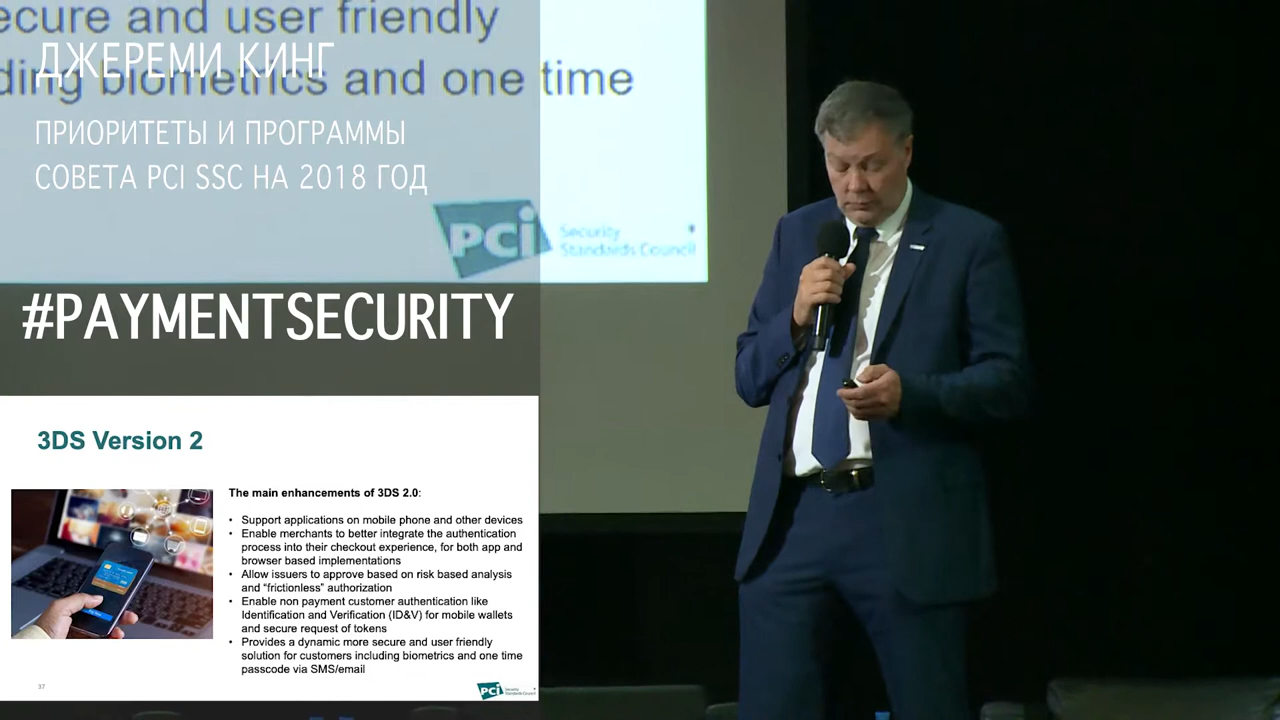 ecure and user friendly
ding biometrics and one time
ДЖЕРЕМИ КИНГ
ПРИОРИТЕТЫ И ПРОГРАММЫ
СОВЕТА PCI SSC НА 2018 ГОД
PCi Security
Standards Council
#PAYMENTSECURITY
3DS Version 2
The main enhancements of 3DS 2.0:
• Support applications on mobile phone and other devices
• Enable merchants to better integrate the authentication
process into their checkout experience, for both app and
browser based implementations
• Allow issuers to approve based on risk based analysis
and “frictionless” authorization
• Enable non payment customer authentication like
Identification and Verification (ID&V) for mobile wallets
and secure request of tokens
• Provides a dynamic more secure and user friendly
solution for customers including biometrics and one time
passcode via SMS/email
37
PCi Security
Standards Council